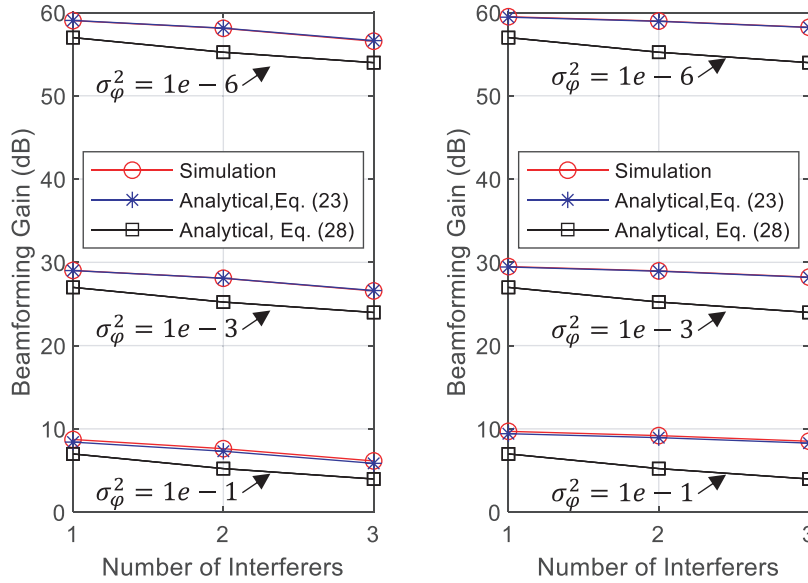 Beamforming Gain (dB)
60
50
40
30
20
10
0
σφ² = 1e − 6
Simulation
Analytical,Eq. (23)
Analytical, Eq. (28)
σφ² = 1e − 3
σφ² = 1e − 1
1
2
3
Number of Interferers
Beamforming Gain (dB)
60
50
40
30
20
10
0
σφ² = 1e − 6
Simulation
Analytical,Eq. (23)
Analytical, Eq. (28)
σφ² = 1e − 3
σφ² = 1e − 1
1
2
3
Number of Interferers